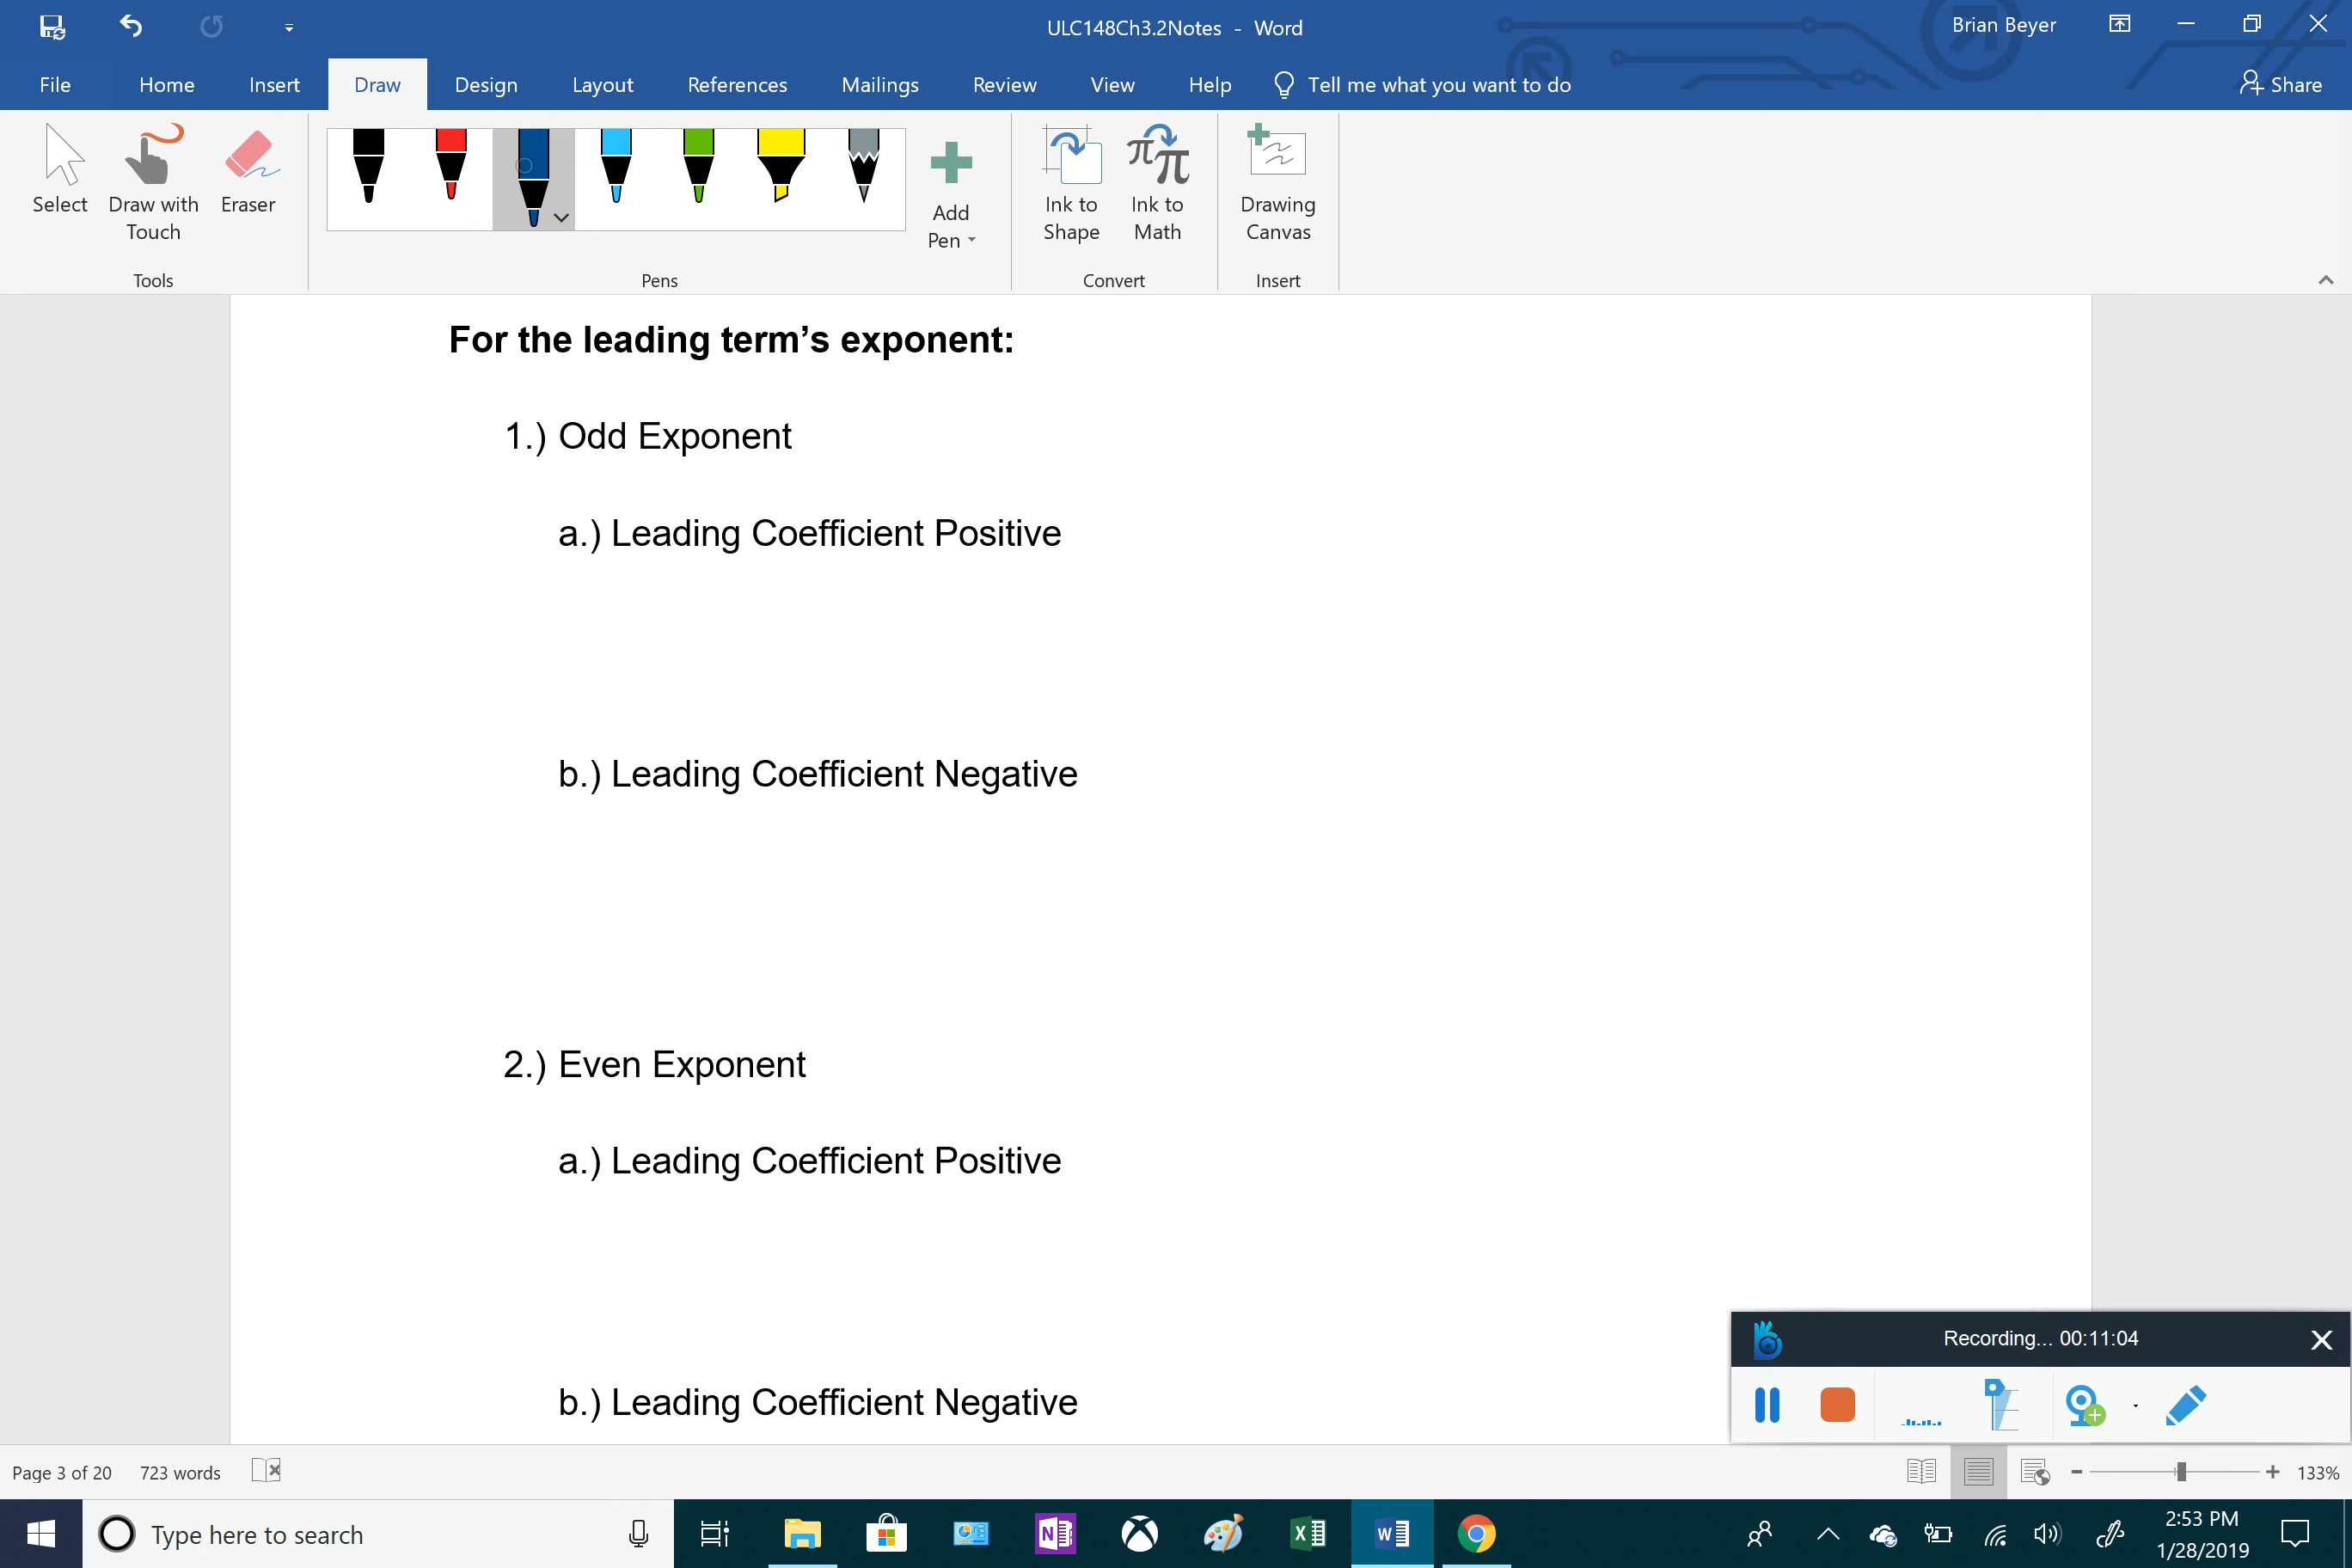 ULC148Ch3.2Notes - Word
Brian Beyer
File Home Insert Draw Design Layout References Mailings Review View Help Tell me what you want to do Share
Select Draw with Touch Eraser
Add Pen
Ink to Shape Ink to Math
Drawing Canvas
Tools Pens Convert Insert
For the leading term’s exponent:
1.) Odd Exponent
a.) Leading Coefficient Positive
b.) Leading Coefficient Negative
2.) Even Exponent
a.) Leading Coefficient Positive
b.) Leading Coefficient Negative
Recording... 00:11:04
Page 3 of 20 723 words
133%
Type here to search
2:53 PM
1/28/2019